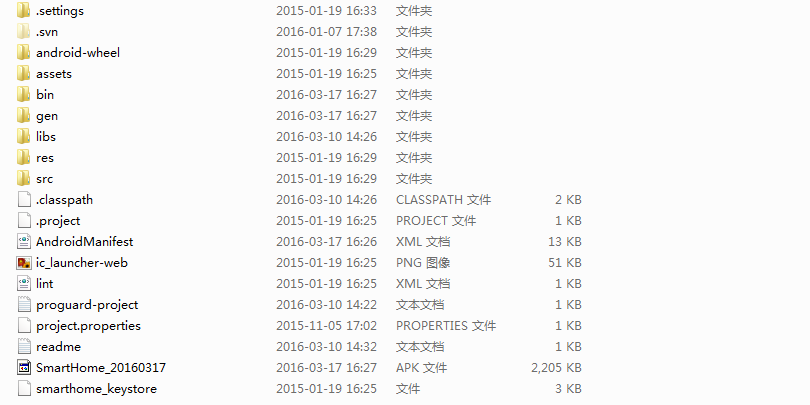 .settings 2015-01-19 16:33 文件夹
.svn 2016-01-07 17:38 文件夹
android-wheel 2015-01-19 16:29 文件夹
assets 2015-01-19 16:25 文件夹
bin 2016-03-17 16:27 文件夹
gen 2016-03-17 16:27 文件夹
libs 2016-03-10 14:26 文件夹
res 2015-01-19 16:29 文件夹
src 2015-01-19 16:29 文件夹
.classpath 2016-03-10 14:26 CLASSPATH 文件 2 KB
.project 2015-01-19 16:25 PROJECT 文件 1 KB
AndroidManifest 2016-03-17 16:26 XML 文档 13 KB
ic_launcher-web 2015-01-19 16:25 PNG 图像 51 KB
lint 2015-01-19 16:25 XML 文档 1 KB
proguard-project 2016-03-10 14:22 文本文档 1 KB
project.properties 2015-11-05 17:02 PROPERTIES 文件 1 KB
readme 2016-03-10 14:32 文本文档 1 KB
SmartHome_20160317 2016-03-17 16:27 APK 文件 2,205 KB
smarthome_keystore 2015-01-19 16:25 文件 3 KB